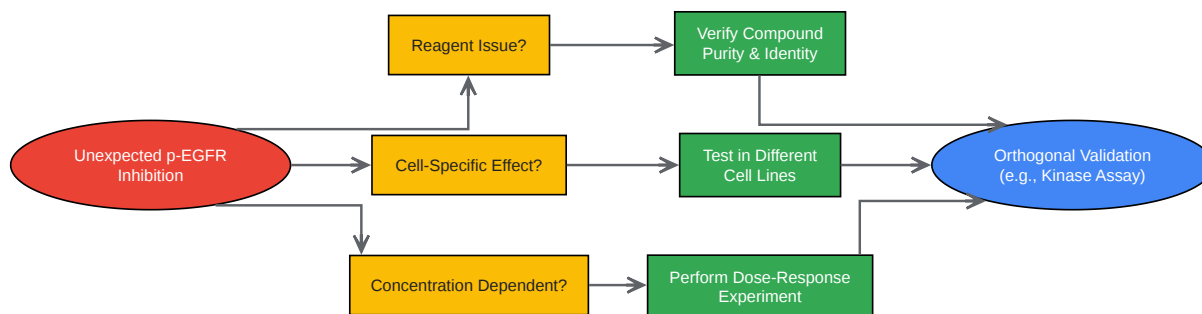 Reagent Issue?
Verify Compound
Purity & Identity
Unexpected p-EGFR
Inhibition
Cell-Specific Effect?
Test in Different
Cell Lines
Orthogonal Validation
(e.g., Kinase Assay)
Concentration Dependent?
Perform Dose-Response
Experiment